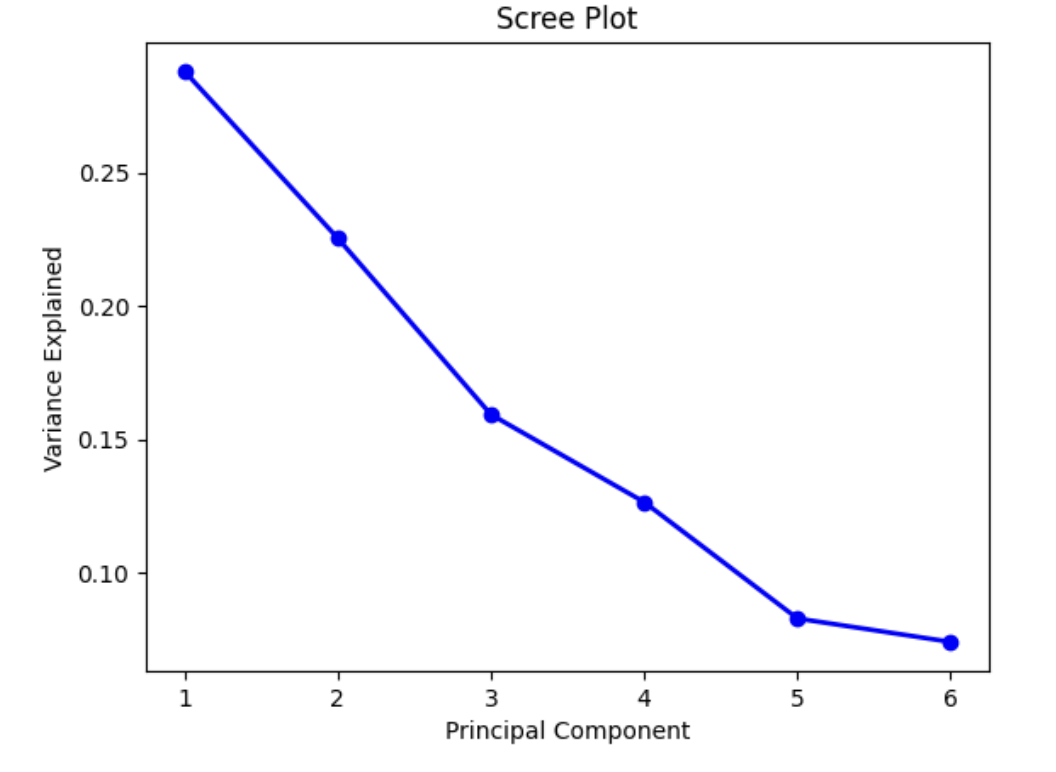 Scree Plot
0.25
0.20
0.15
0.10
Variance Explained
1 2 3 4 5 6
Principal Component